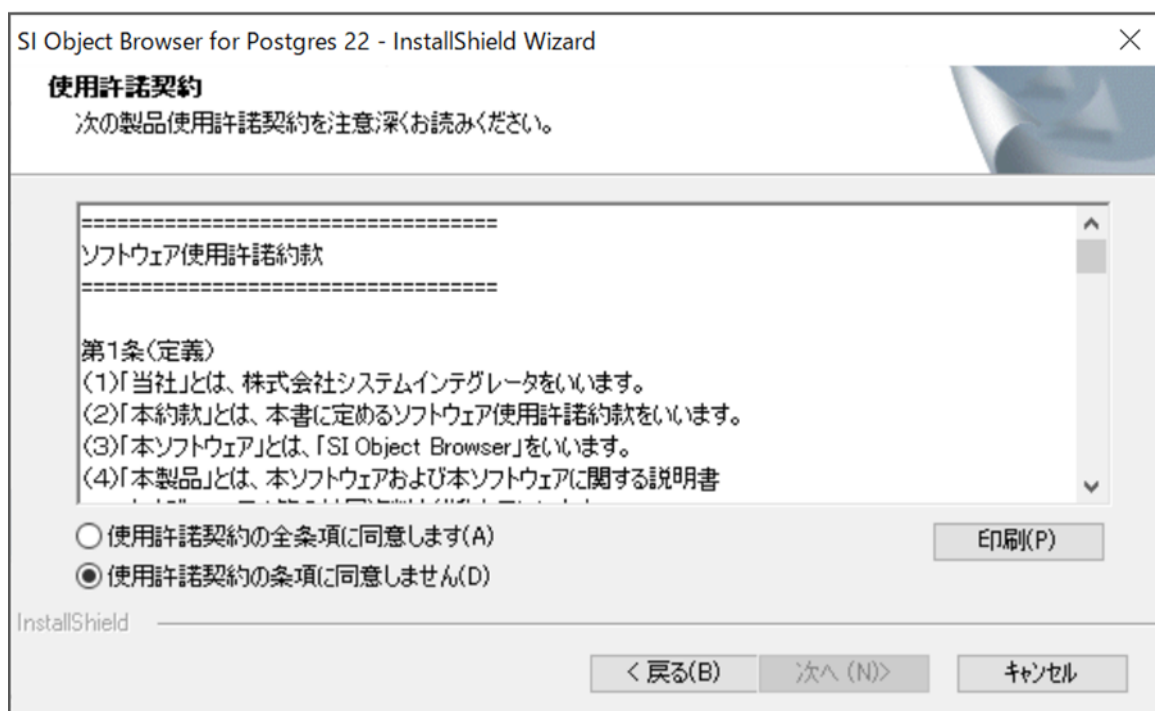 SI Object Browser for Postgres 22 - InstallShield Wizard
使用許諾契約
次の製品使用許諾契約を注意深くお読みください。
===================================
ソフトウェア使用許諾約款
===================================
第1条(定義)
(1)「当社」とは、株式会社システムインテグレータをいいます。
(2)「本約款」とは、本書に定めるソフトウェア使用許諾約款をいいます。
(3)「本ソフトウェア」とは、「SI Object Browser」をいいます。
(4)「本製品」とは、本ソフトウェアおよび本ソフトウェアに関する説明書
使用許諾契約の全条項に同意します(A)
印刷(P)
使用許諾契約の条項に同意しません(D)
InstallShield
< 戻る(B)
次へ (N)>
キャンセル